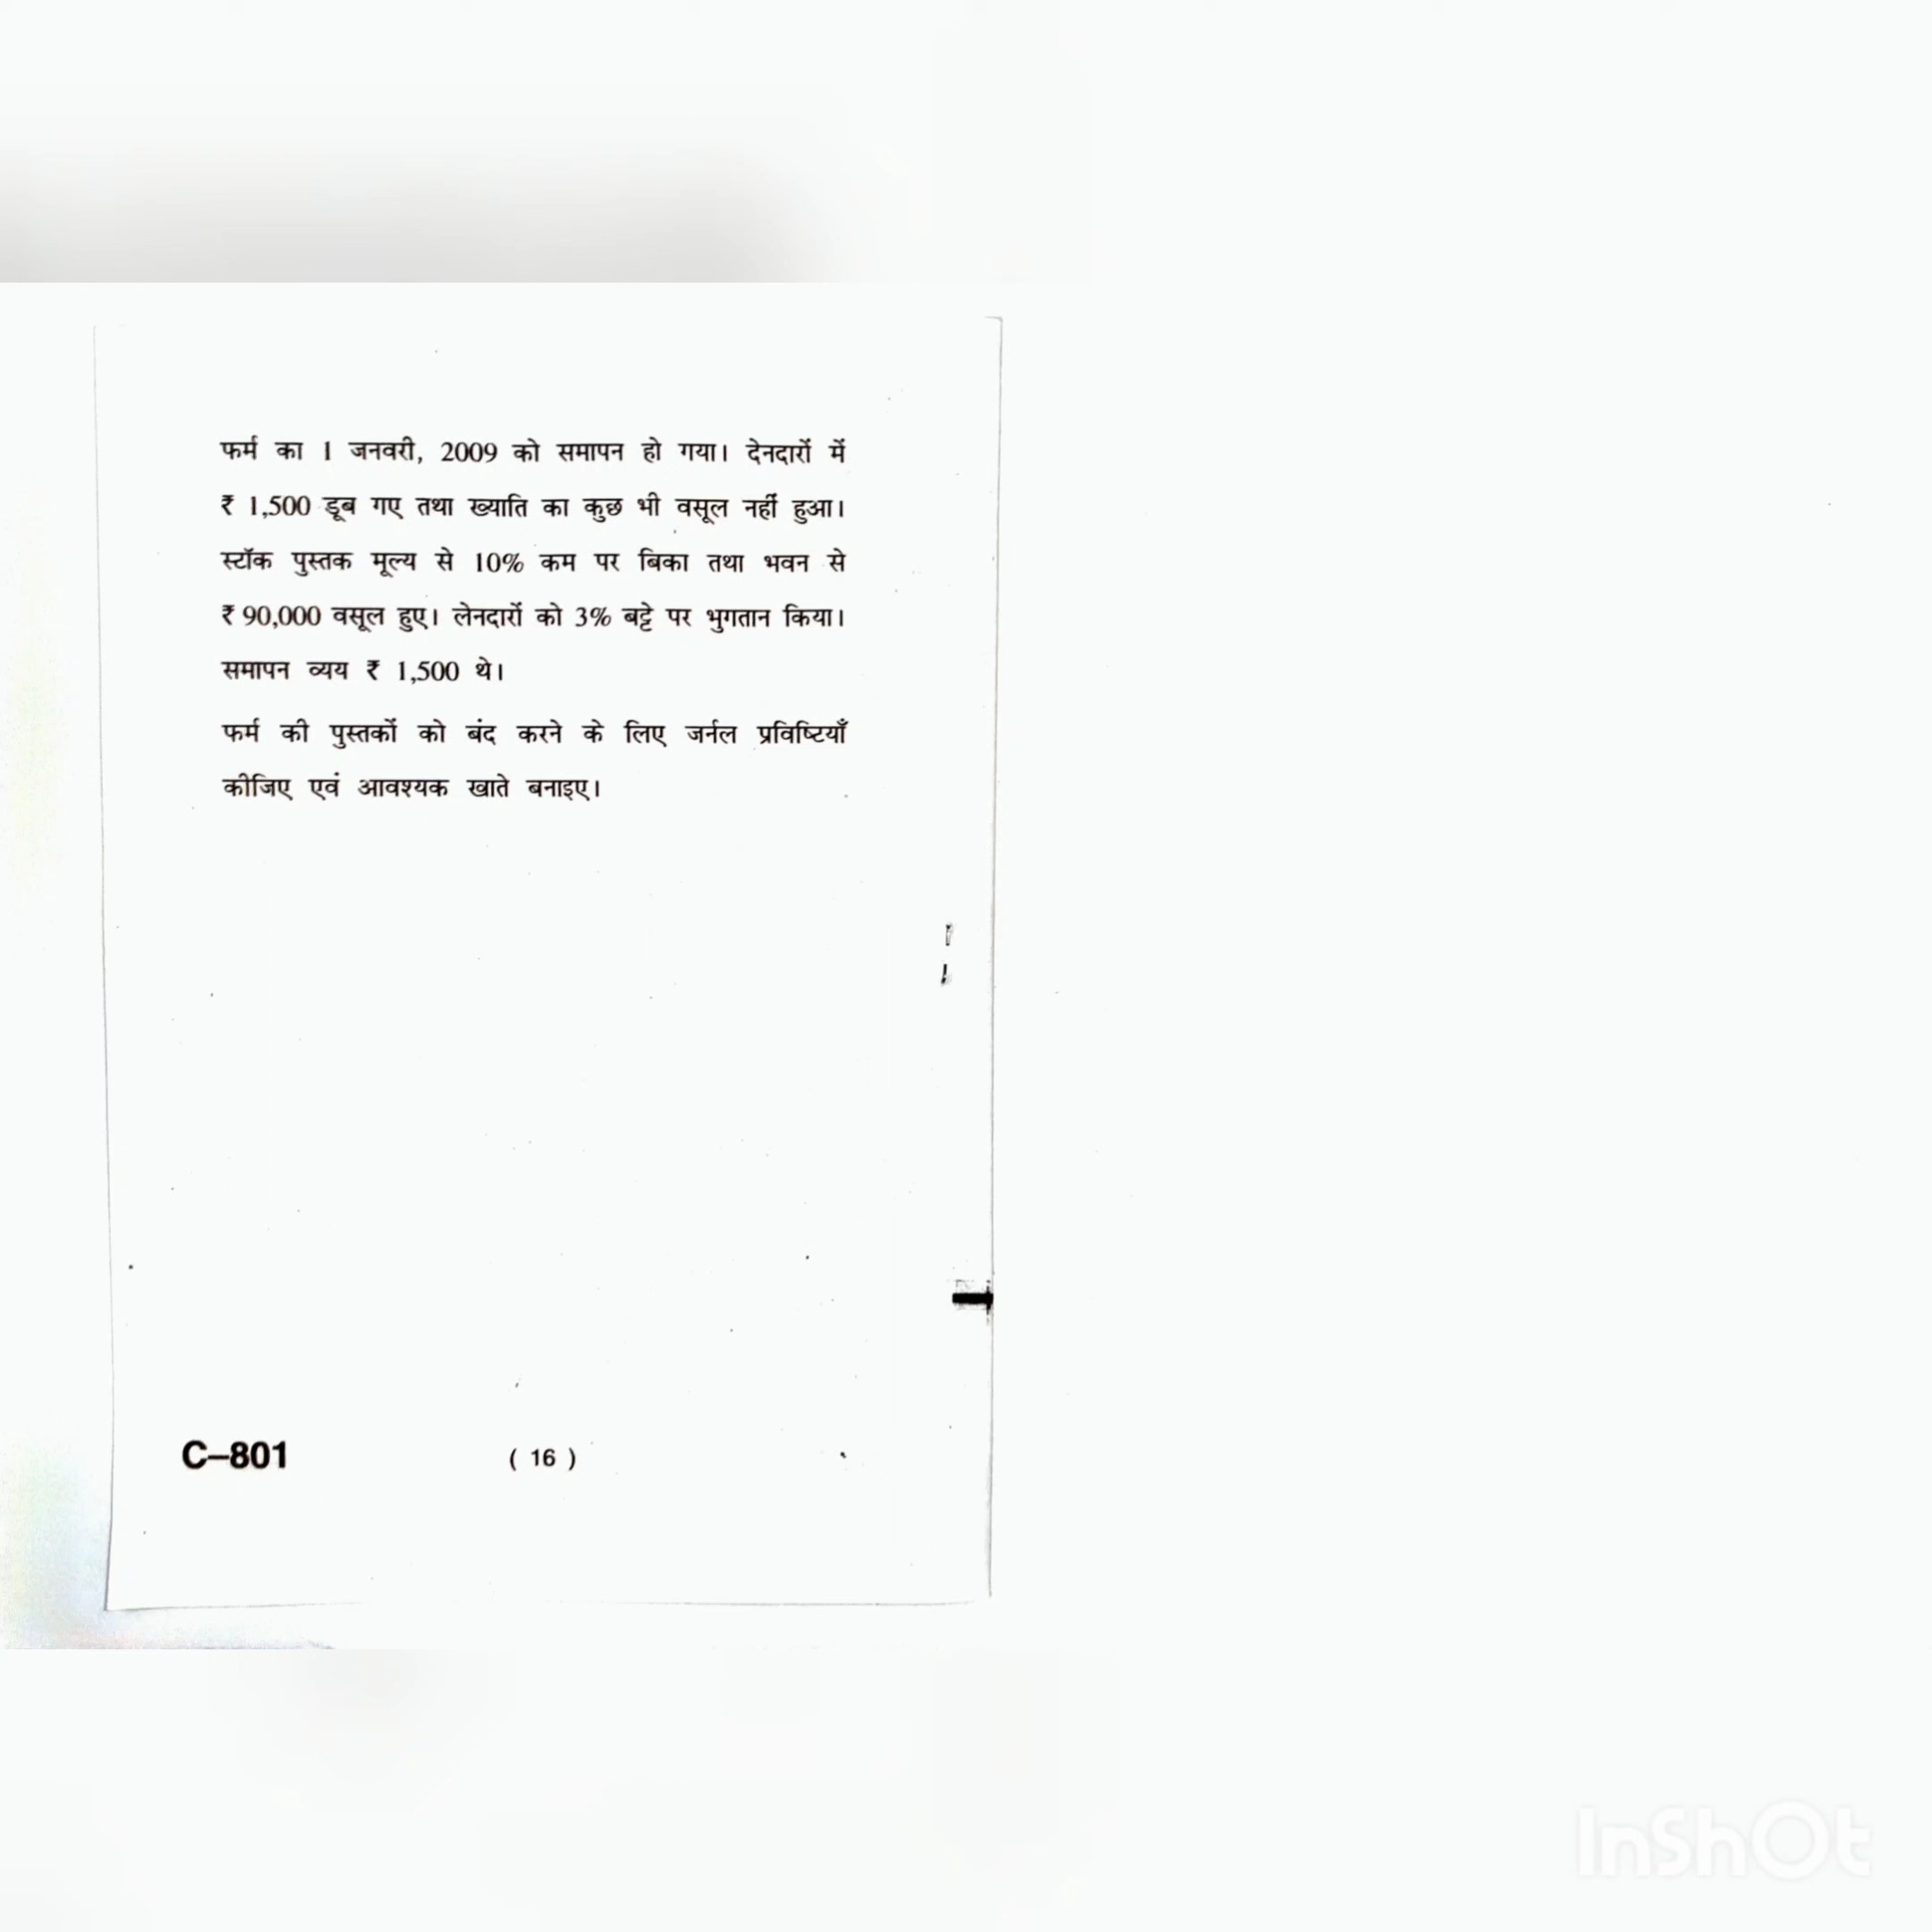 फर्म का 1 जनवरी, 2009 को समापन हो गया। देनदारों में
₹ 1,500 डूब गए तथा ख्याति का कुछ भी वसूल नहीं हुआ।
स्टॉक पुस्तक मूल्य से 10% कम पर बिका तथा भवन से
₹ 90,000 वसूल हुए। लेनदारों को 3% बट्टे पर भुगतान किया।
समापन व्यय ₹ 1,500 थे।
फर्म की पुस्तकों को बंद करने के लिए जर्नल प्रविष्टियाँ
कीजिए एवं आवश्यक खाते बनाइए।
C–801 ( 16 )
InShOt